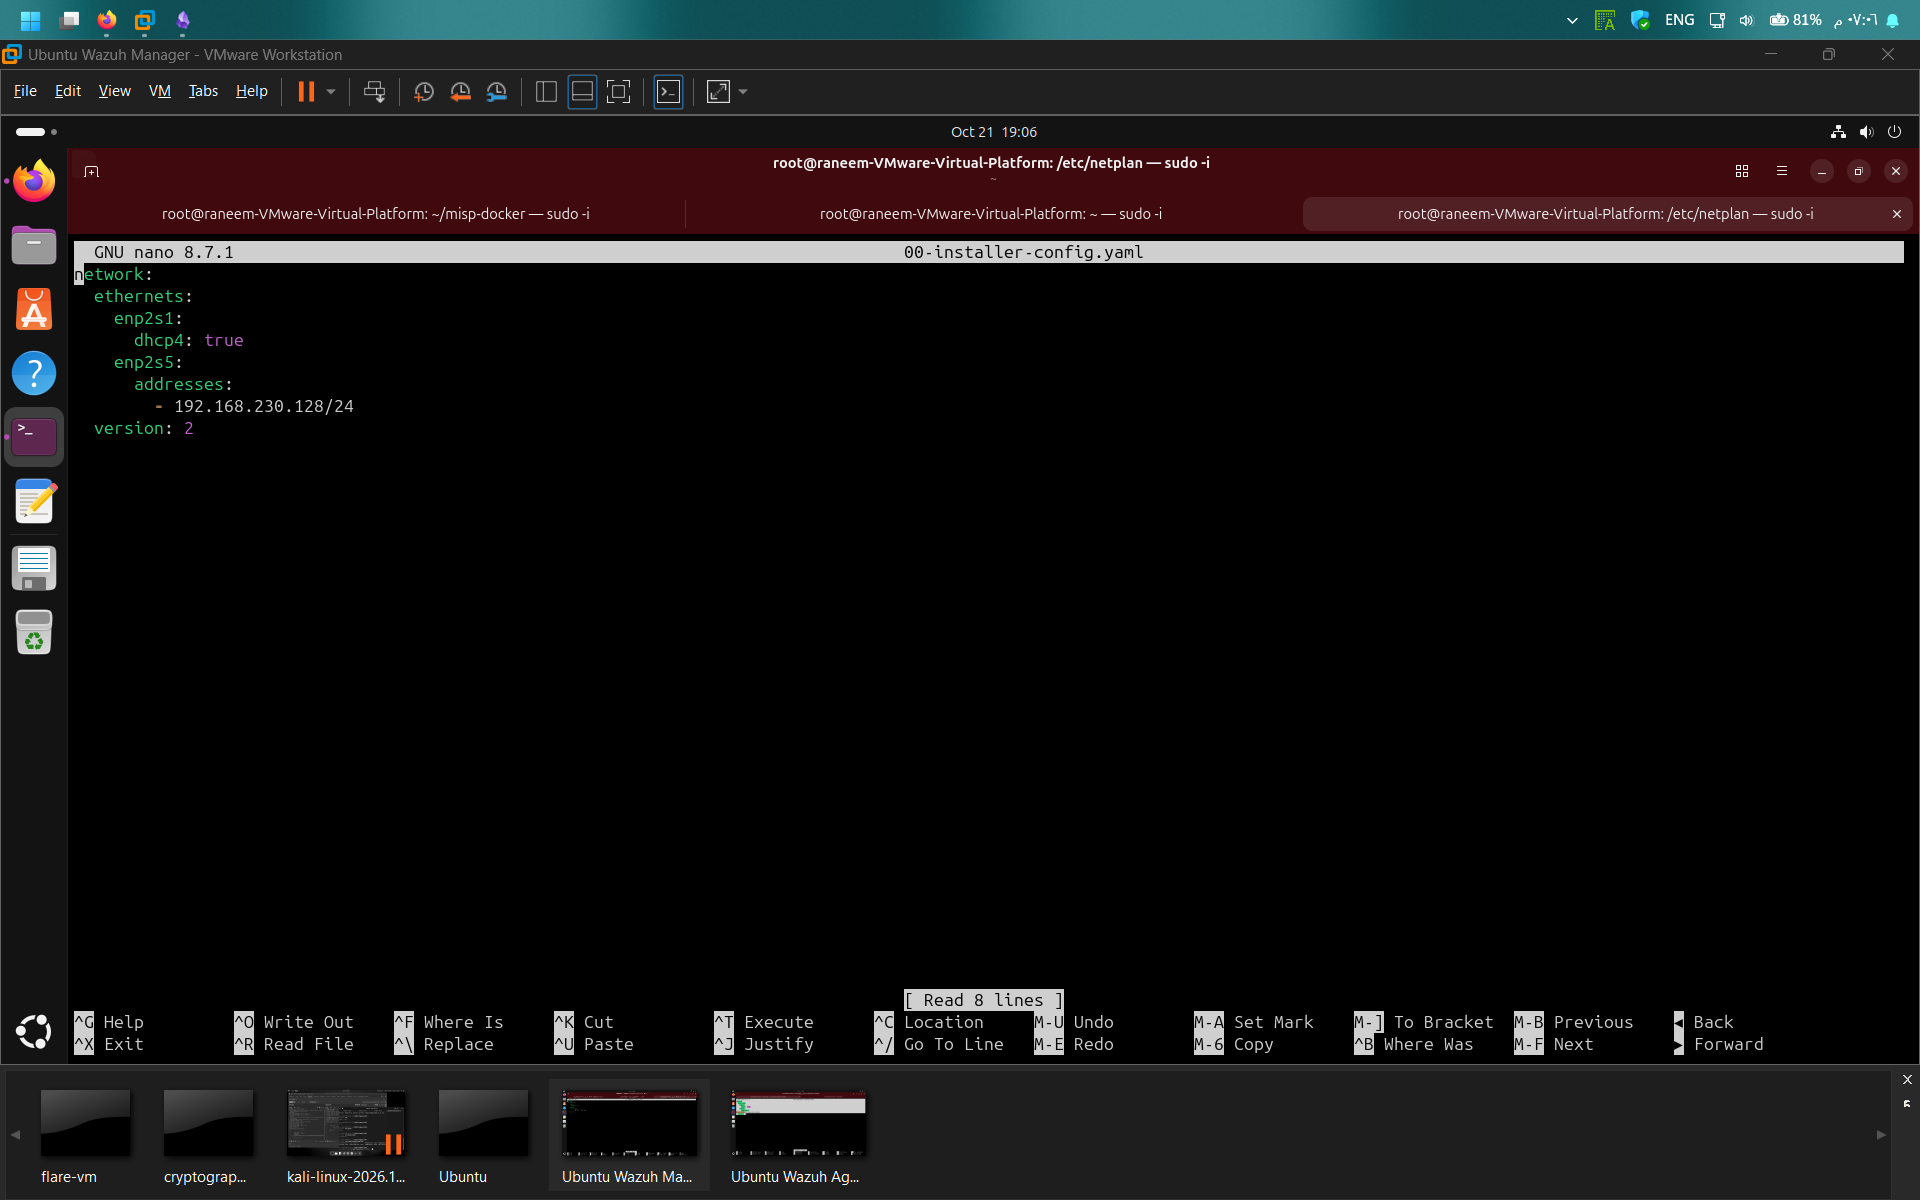 ENG
81%
٠٧:٠٦ م
Ubuntu Wazuh Manager - VMware Workstation
File Edit View VM Tabs Help
Oct 21 19:06
root@raneem-VMware-Virtual-Platform: /etc/netplan — sudo -i
~
root@raneem-VMware-Virtual-Platform: ~/misp-docker — sudo -i
root@raneem-VMware-Virtual-Platform: ~ — sudo -i
root@raneem-VMware-Virtual-Platform: /etc/netplan — sudo -i
GNU nano 8.7.1 00-installer-config.yaml
network:
  ethernets:
    enp2s1:
      dhcp4: true
    enp2s5:
      addresses:
        - 192.168.230.128/24
  version: 2
[ Read 8 lines ]
^G Help ^O Write Out ^F Where Is ^K Cut ^T Execute ^C Location M-U Undo M-A Set Mark M-] To Bracket M-B Previous ◂ Back
^X Exit ^R Read File ^\ Replace ^U Paste ^J Justify ^/ Go To Line M-E Redo M-6 Copy ^B Where Was M-F Next ▸ Forward
flare-vm
cryptograp...
kali-linux-2026.1...
Ubuntu
Ubuntu Wazuh Ma...
Ubuntu Wazuh Ag...